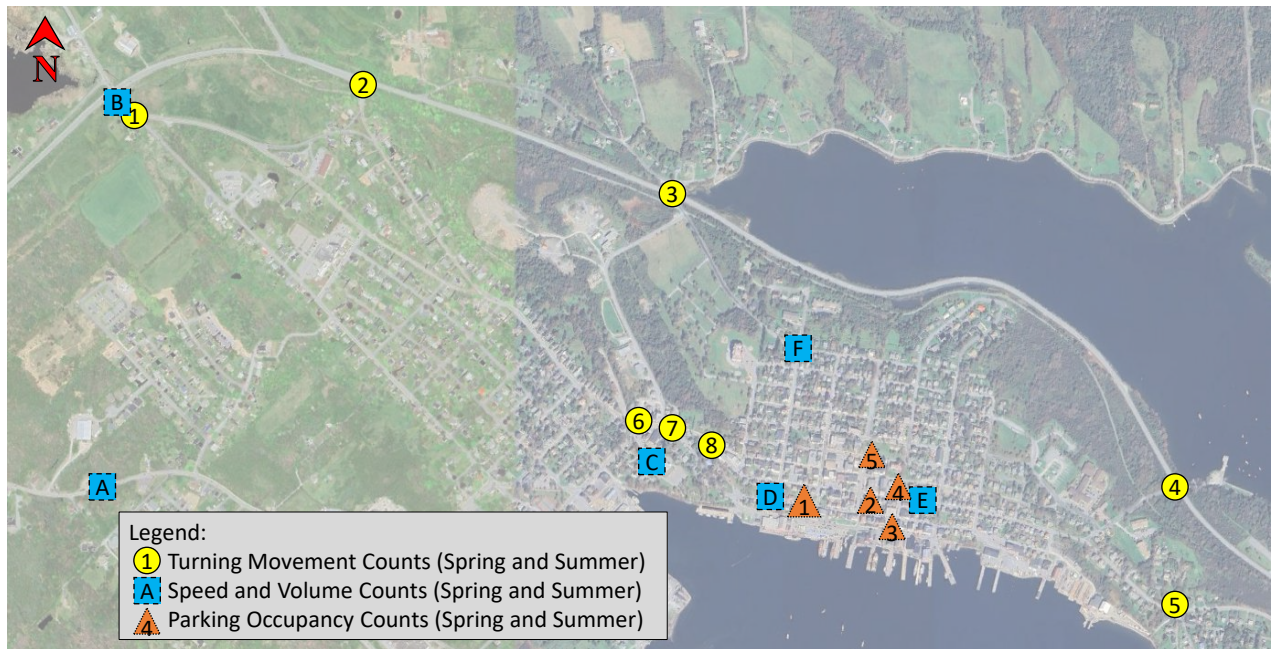 N
B
1
2
3
F
6
7
8
C
5
A
D
1
2
4
E
4
3
5
Legend:
1 Turning Movement Counts (Spring and Summer)
A Speed and Volume Counts (Spring and Summer)
4 Parking Occupancy Counts (Spring and Summer)